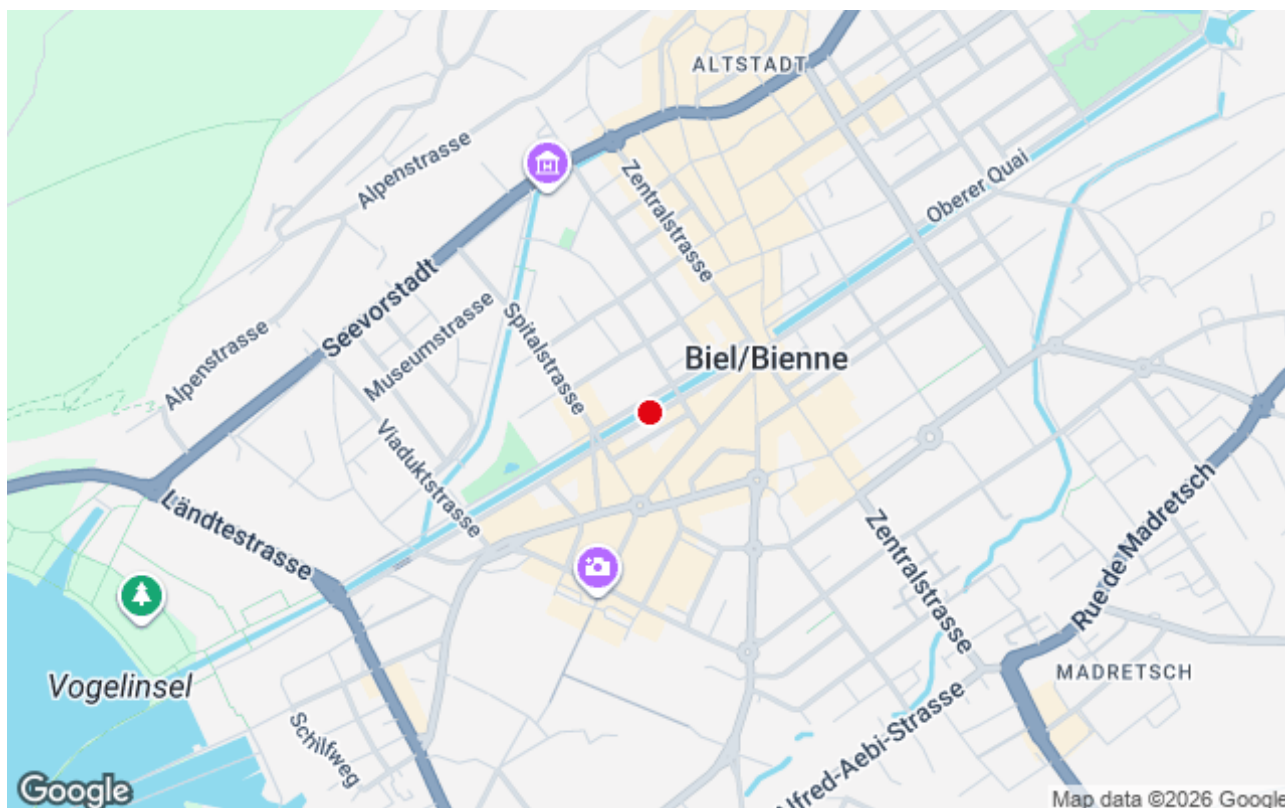 ALTSTADT
Alpenstrasse
Zentralstrasse
Oberer Quai
Seevorstadt
Museumstrasse
Spitalstrasse
Alpenstrasse
Biel/Bienne
Viaduktstrasse
Ländtestrasse
Zentralstrasse
Rue de Madretsch
Vogelinsel
MADRETSCH
Schilfweg
Alfred-Aebi-Strasse
Google
Map data ©2026 Google